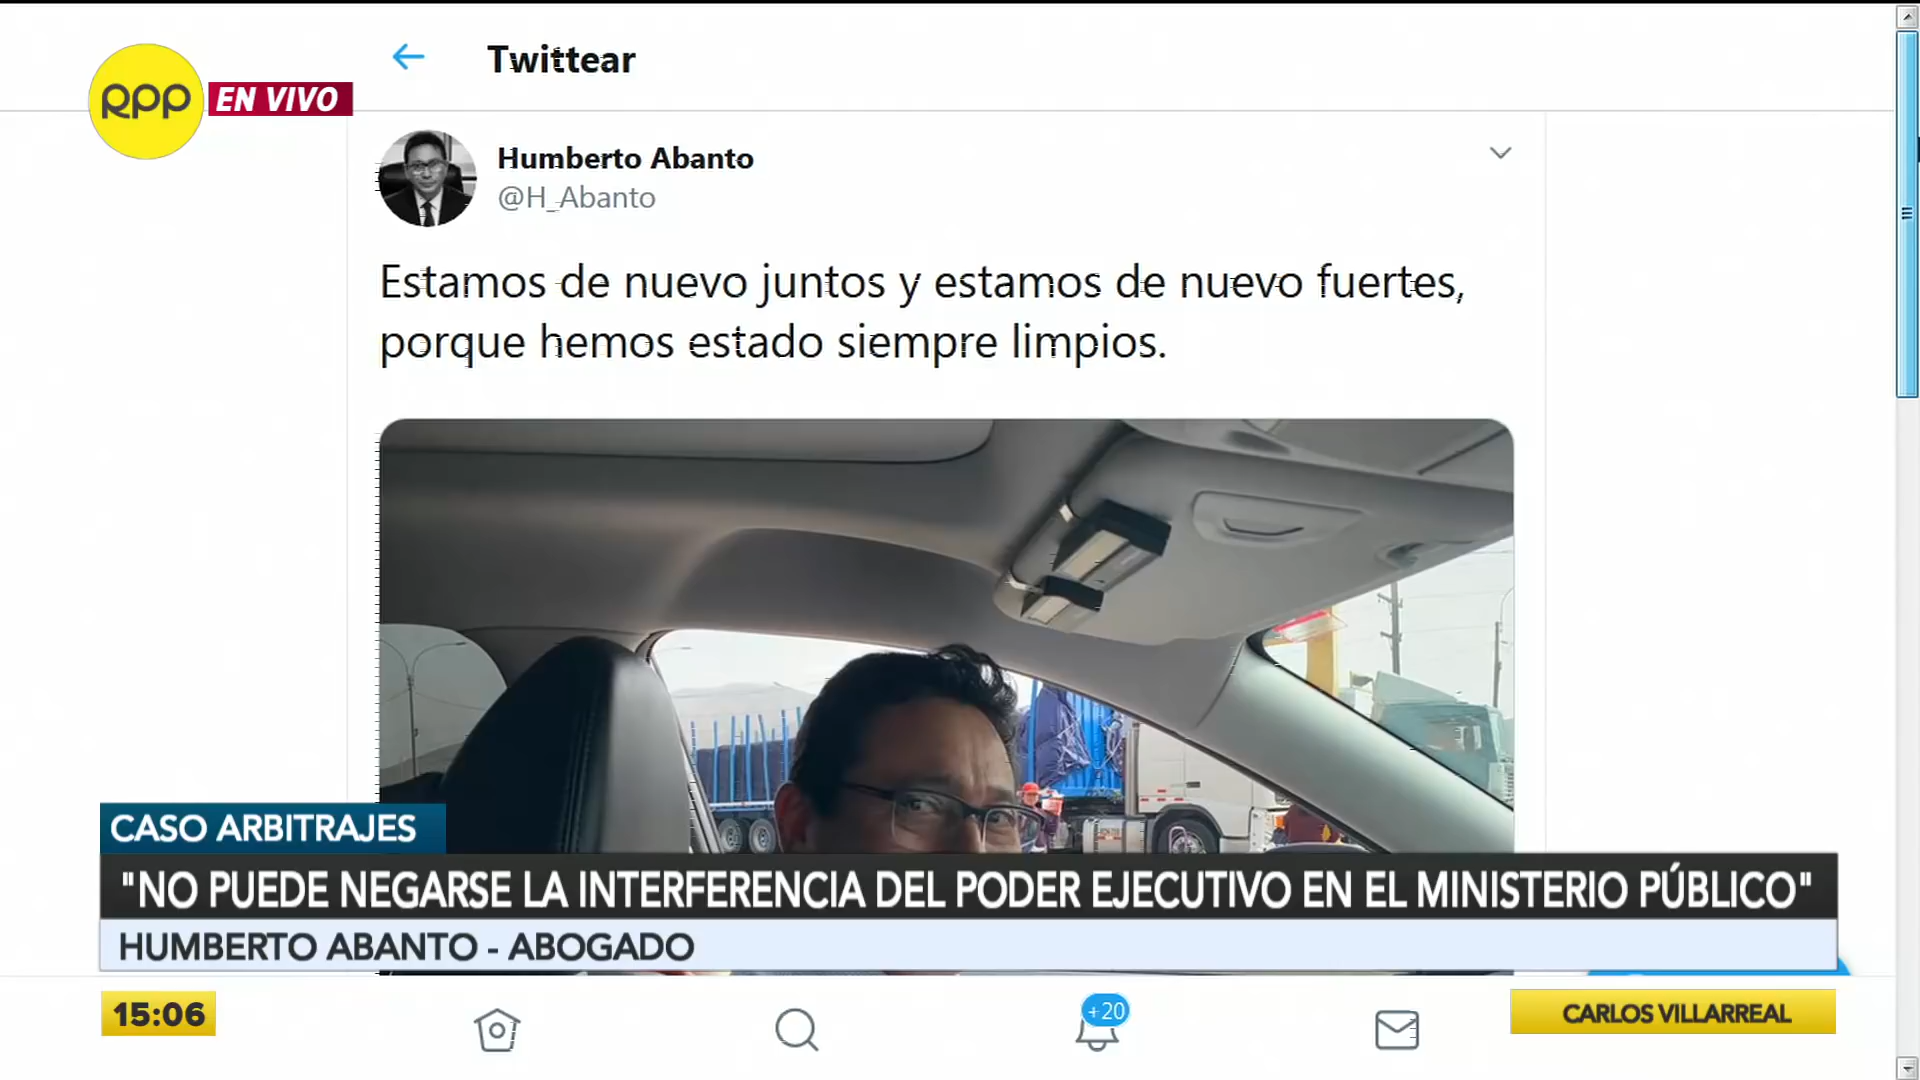 Twittear
rpp
EN VIVO
Humberto Abanto
@H_Abanto
Estamos de nuevo juntos y estamos de nuevo fuertes,
porque hemos estado siempre limpios.
CASO ARBITRAJES
"NO PUEDE NEGARSE LA INTERFERENCIA DEL PODER EJECUTIVO EN EL MINISTERIO PÚBLICO"
HUMBERTO ABANTO - ABOGADO
15:06
+20
CARLOS VILLARREAL